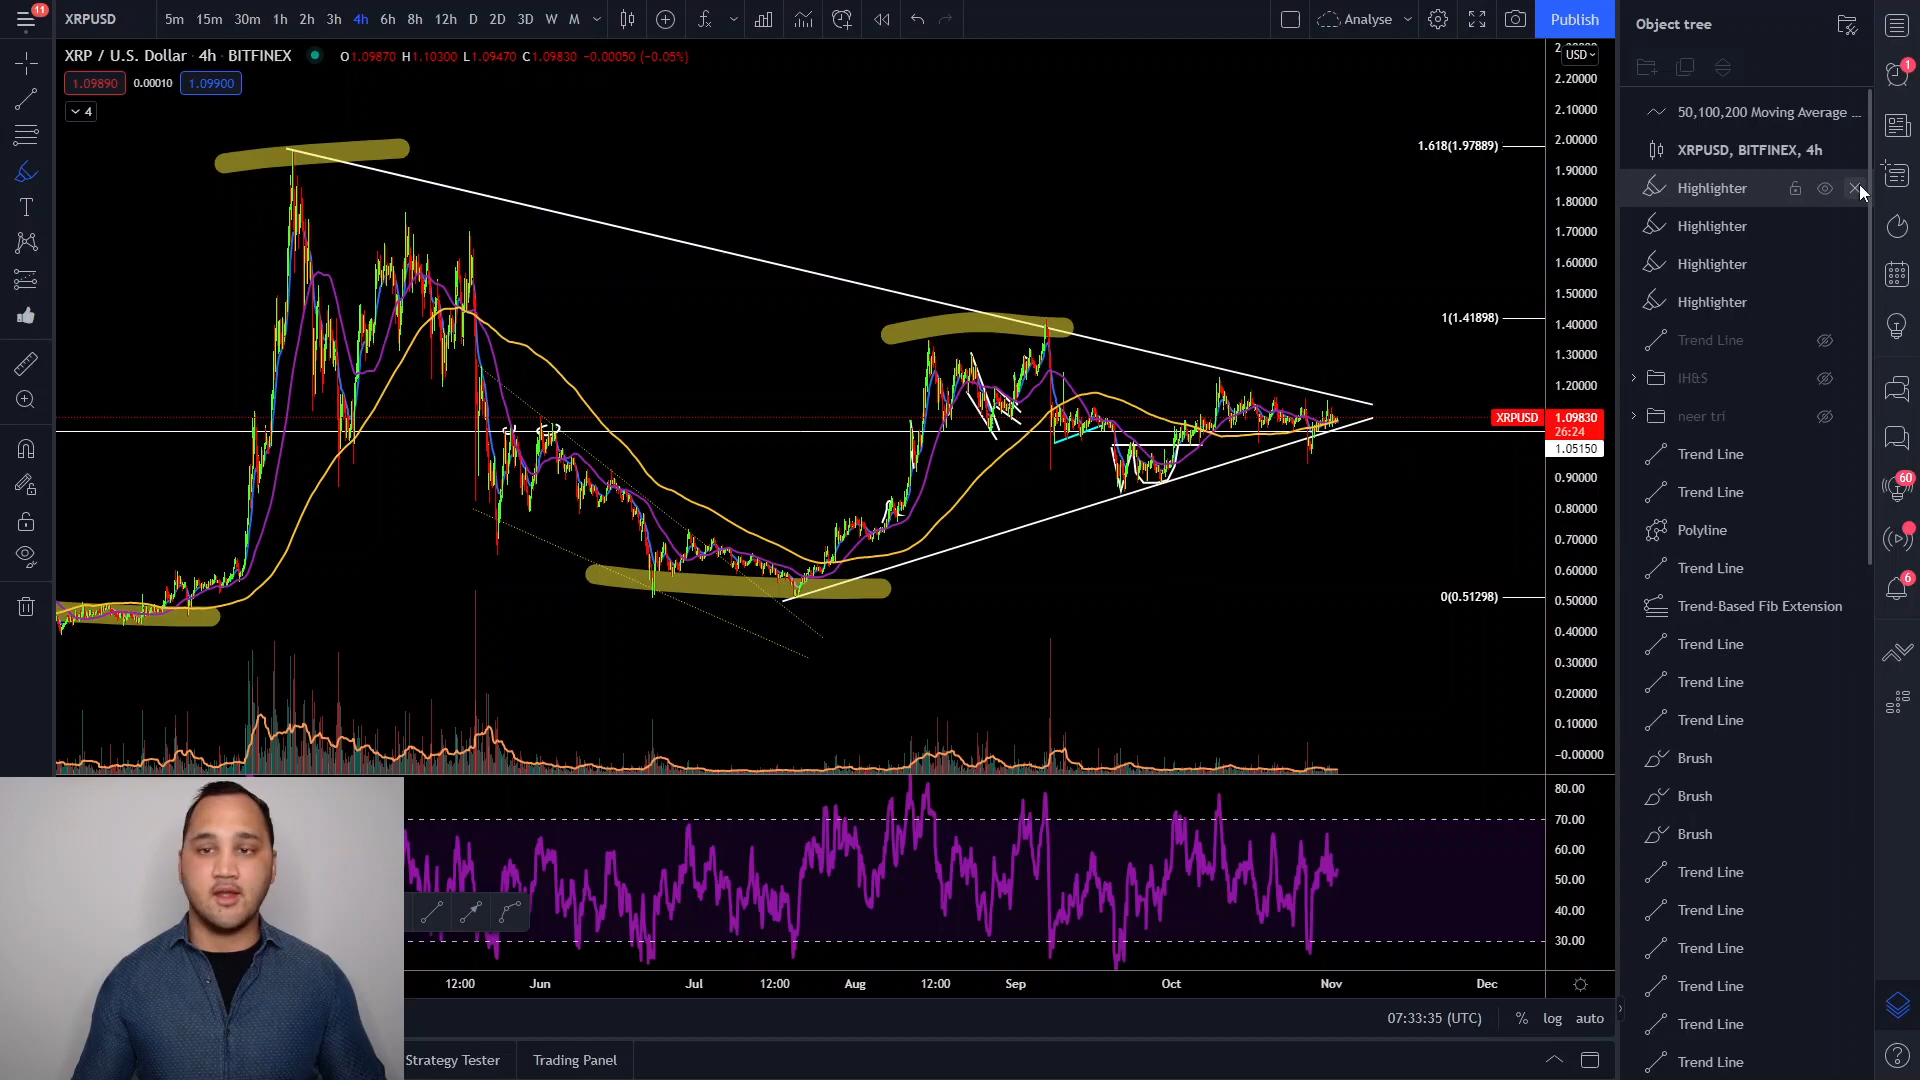 11
XRPUSD
5m 15m 30m 1h 2h 3h 4h 6h 8h 12h D 2D 3D W M
Analyse
Publish
XRP / U.S. Dollar · 4h · BITFINEX
O1.09870 H1.10300 L1.09470 C1.09830 −0.00050 (−0.05%)
1.09890 0.00010 1.09900
4
USD
2.20000
2.10000
2.00000
1.90000
1.80000
1.70000
1.60000
1.50000
1.40000
1.30000
1.20000
XRPUSD 1.09830
26:24
1.05150
0.90000
0.80000
0.70000
0.60000
0.50000
0.40000
0.30000
0.20000
0.10000
−0.00000
1.618(1.97889)
1(1.41898)
0(0.51298)
80.00
70.00
60.00
50.00
40.00
30.00
12:00 Jun Jul 12:00 Aug 12:00 Sep Oct Nov Dec
07:33:35 (UTC) % log auto
Strategy Tester Trading Panel
Object tree
50,100,200 Moving Average ...
XRPUSD, BITFINEX, 4h
Highlighter
Highlighter
Highlighter
Highlighter
Trend Line
IH&S
neer tri
Trend Line
Trend Line
Polyline
Trend Line
Trend-Based Fib Extension
Trend Line
Trend Line
Trend Line
Brush
Brush
Brush
Trend Line
Trend Line
Trend Line
Trend Line
Trend Line
Trend Line
1
60
6